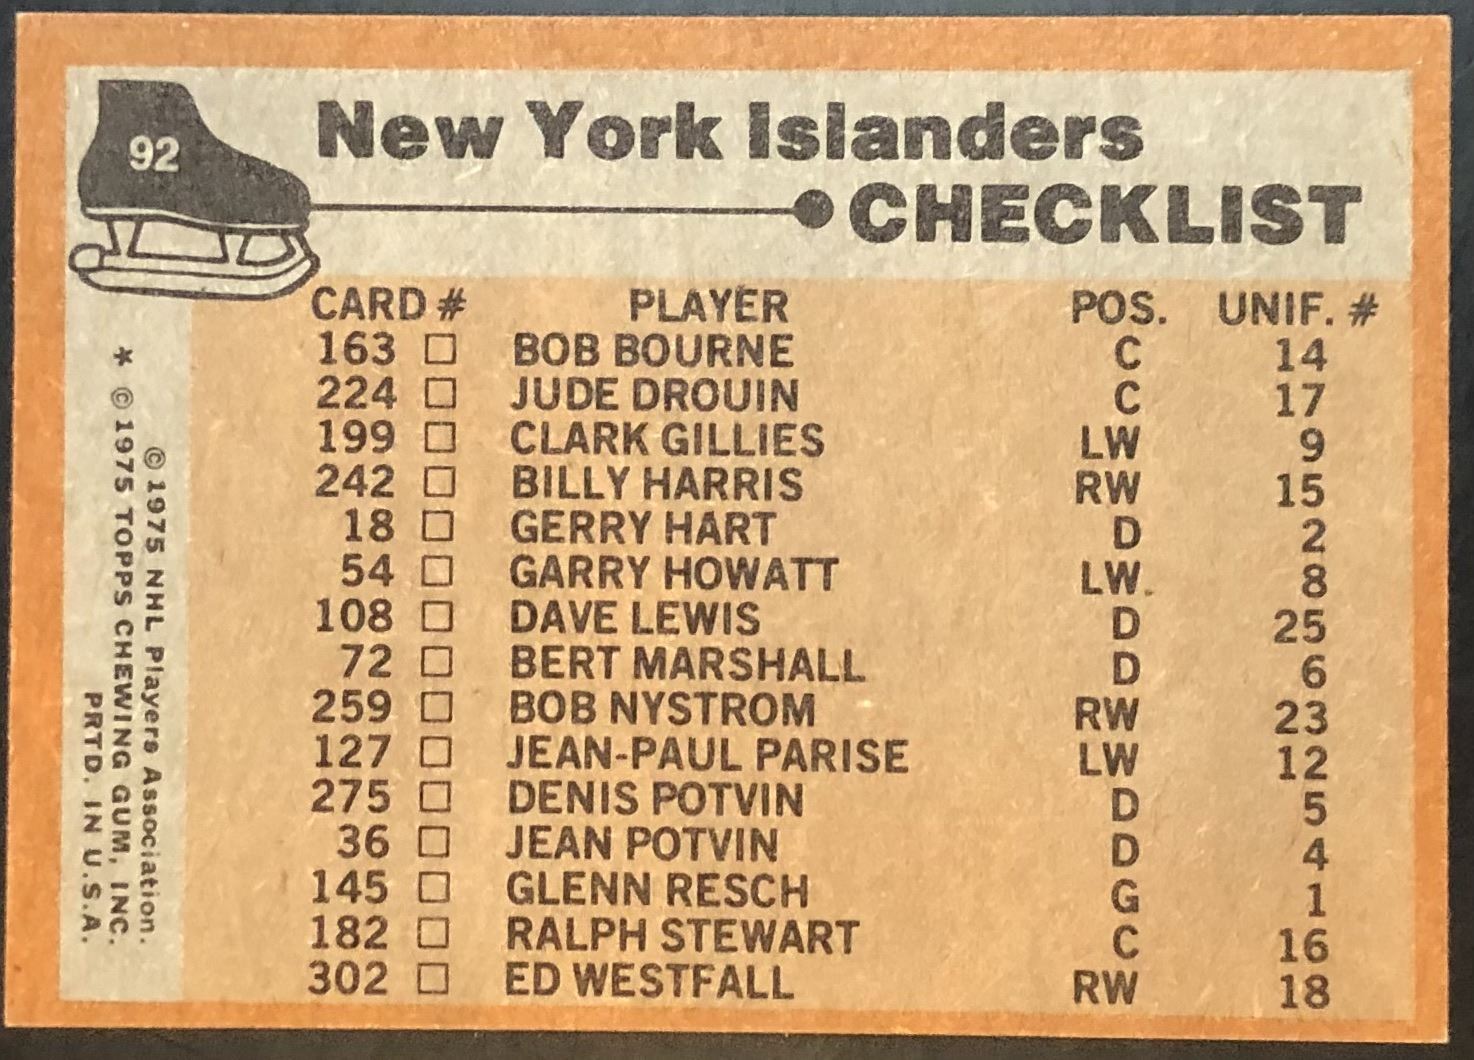 92
New York Islanders
CHECKLIST
CARD # PLAYER POS. UNIF. #
163 □ BOB BOURNE C 14
224 □ JUDE DROUIN C 17
199 □ CLARK GILLIES LW 9
242 □ BILLY HARRIS RW 15
18 □ GERRY HART D 2
54 □ GARRY HOWATT LW. 8
108 □ DAVE LEWIS D 25
72 □ BERT MARSHALL D 6
259 □ BOB NYSTROM RW 23
127 □ JEAN-PAUL PARISE LW 12
275 □ DENIS POTVIN D 5
36 □ JEAN POTVIN D 4
145 □ GLENN RESCH G 1
182 □ RALPH STEWART C 16
302 □ ED WESTFALL RW 18
© 1975 NHL Players Association.
* © 1975 TOPPS CHEWING GUM, INC.
PRTD. IN U.S.A.